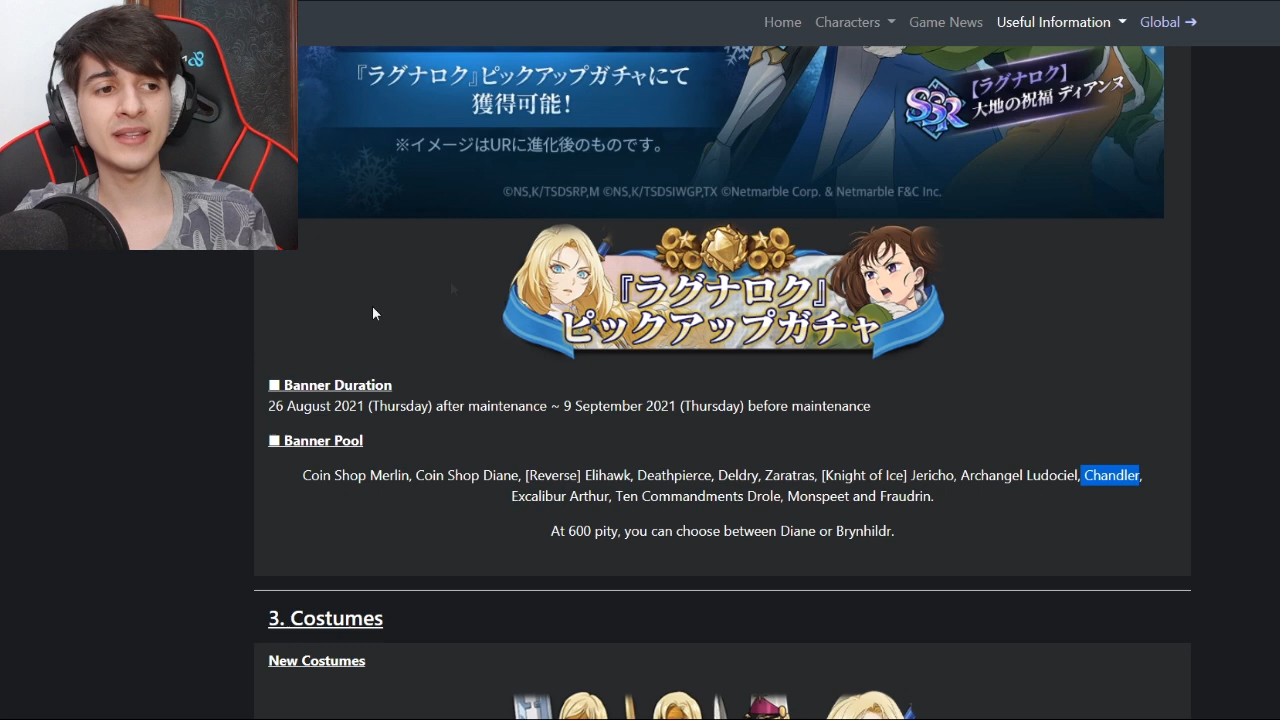 Home Characters Game News Useful Information Global →
『ラグナロク』ピックアップガチャにて
獲得可能!
※イメージはURに進化後のものです。
SSR
【ラグナロク】
大地の祝福 ディアンヌ
©NS,K/TSDSRP,M ©NS,K/TSDSIWGP,TX ©Netmarble Corp. & Netmarble F&C Inc.
『ラグナロク』
ピックアップガチャ
■ Banner Duration
26 August 2021 (Thursday) after maintenance ~ 9 September 2021 (Thursday) before maintenance
■ Banner Pool
Coin Shop Merlin, Coin Shop Diane, [Reverse] Elihawk, Deathpierce, Deldry, Zaratras, [Knight of Ice] Jericho, Archangel Ludociel, Chandler,
Excalibur Arthur, Ten Commandments Drole, Monspeet and Fraudrin.
At 600 pity, you can choose between Diane or Brynhildr.
3. Costumes
New Costumes